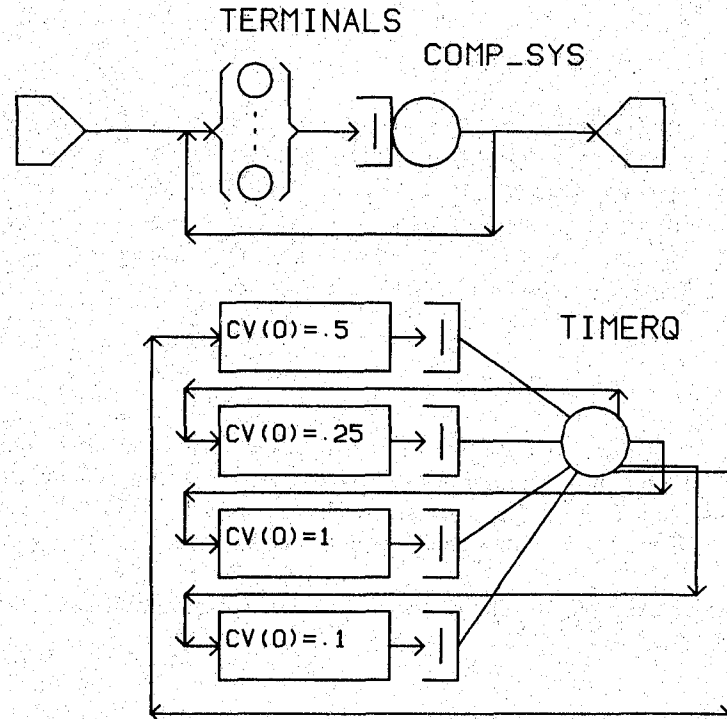 TERMINALS
COMP_SYS
CV(0)=.5
TIMERQ
CV(0)=.25
CV(0)=1
CV(0)=.1